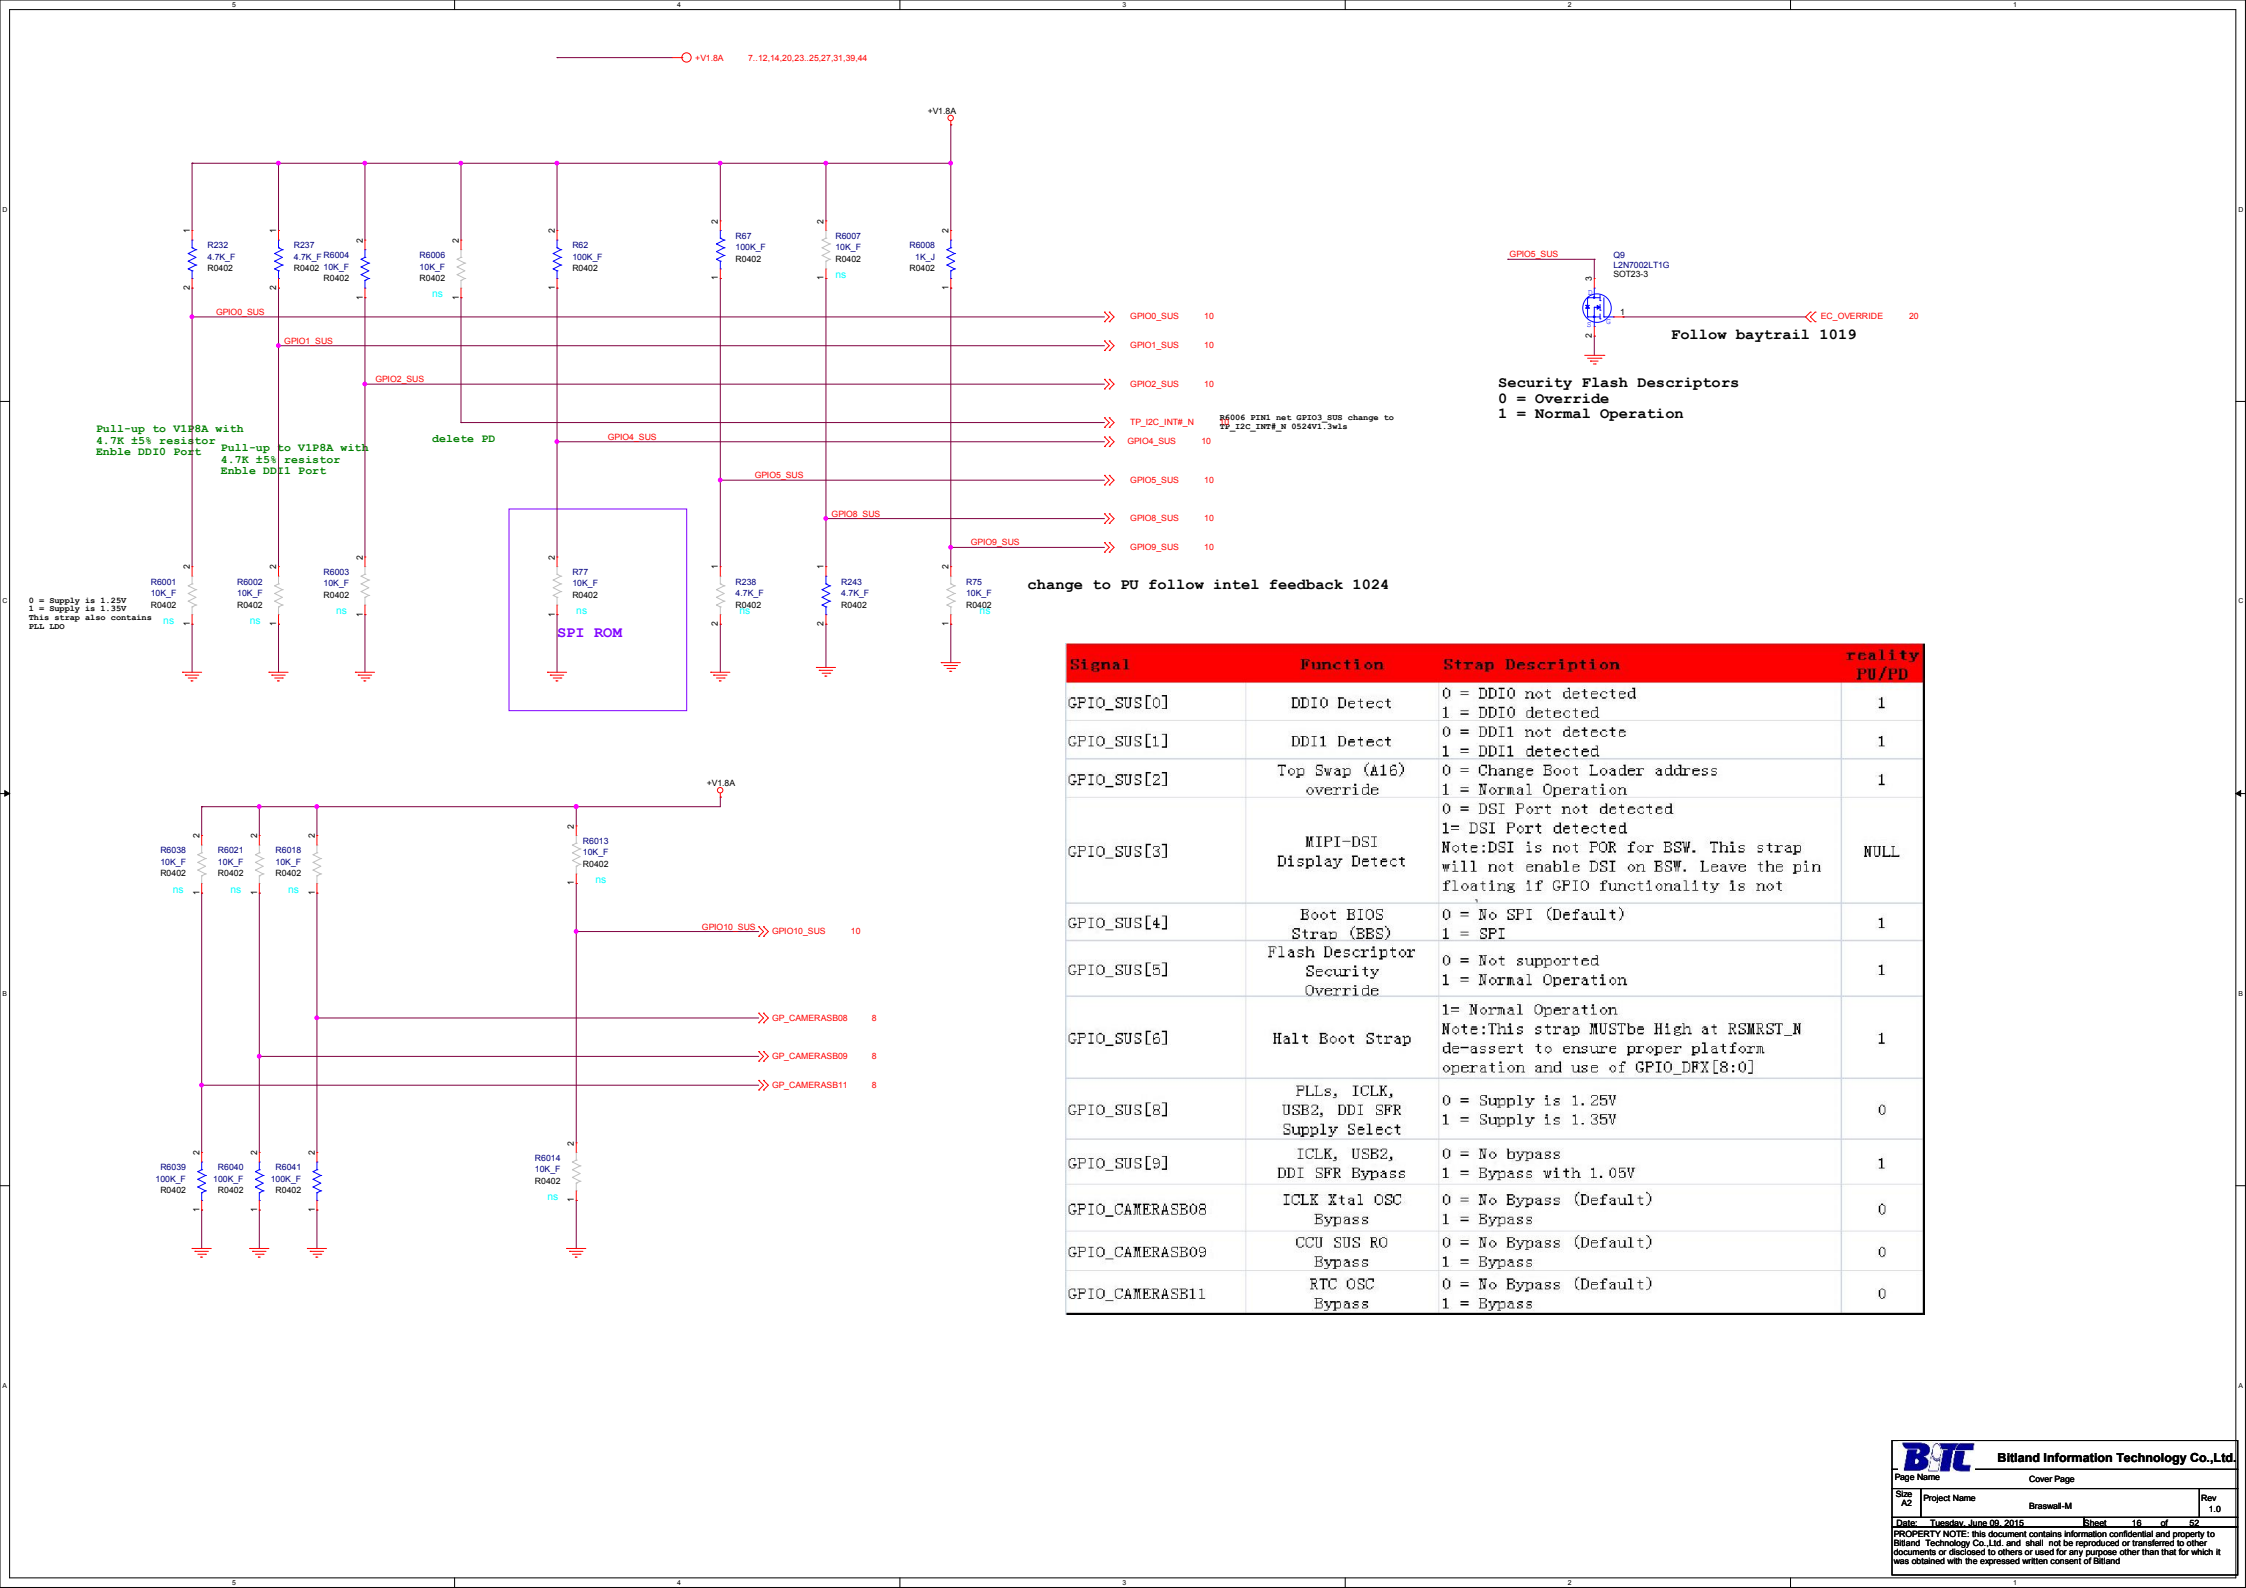 5 4 3 2 1
+V1.8A 7..12,14,20,23..25,27,31,39,44
+V1.8A
D D
R232
4.7K_F
R0402
R237
4.7K_F
R0402
R6004
10K_F
R0402
R6006
10K_F
R0402
ns
R62
100K_F
R0402
R67
100K_F
R0402
R6007
10K_F
R0402
ns
R6008
1K_J
R0402
GPIO5_SUS
Q9
L2N7002LT1G
SOT23-3
3
1
2
EC_OVERRIDE 20
Follow baytrail 1019
Security Flash Descriptors
0 = Override
1 = Normal Operation
GPIO0_SUS GPIO0_SUS 10
GPIO1_SUS GPIO1_SUS 10
GPIO2_SUS GPIO2_SUS 10
TP_I2C_INT#_N 10
R6006 PIN1 net GPIO3_SUS change to
TP_I2C_INT#_N 0524V1.3wls
GPIO4_SUS GPIO4_SUS 10
GPIO5_SUS GPIO5_SUS 10
GPIO8_SUS GPIO8_SUS 10
GPIO9_SUS GPIO9_SUS 10
Pull-up to V1P8A with
4.7K ±5% resistor
Enble DDI0 Port
Pull-up to V1P8A with
4.7K ±5% resistor
Enble DDI1 Port
delete PD
C C
0 = Supply is 1.25V
1 = Supply is 1.35V
This strap also contains
PLL LDO
R6001
10K_F
R0402
ns
R6002
10K_F
R0402
ns
R6003
10K_F
R0402
ns
R77
10K_F
R0402
ns
SPI ROM
R238
4.7K_F
R0402
ns
R243
4.7K_F
R0402
R75
10K_F
R0402
ns
change to PU follow intel feedback 1024
Signal Function Strap Description reality PU/PD
GPIO_SUS[0] DDI0 Detect 0 = DDI0 not detected 1
1 = DDI0 detected
GPIO_SUS[1] DDI1 Detect 0 = DDI1 not detecte 1
1 = DDI1 detected
GPIO_SUS[2] Top Swap (A16) override 0 = Change Boot Loader address 1
1 = Normal Operation
GPIO_SUS[3] MIPI-DSI Display Detect 0 = DSI Port not detected NULL
1= DSI Port detected
Note:DSI is not POR for BSW. This strap
will not enable DSI on BSW. Leave the pin
floating if GPIO functionality is not
GPIO_SUS[4] Boot BIOS Strap (BBS) 0 = No SPI (Default) 1
1 = SPI
GPIO_SUS[5] Flash Descriptor Security Override 0 = Not supported 1
1 = Normal Operation
GPIO_SUS[6] Halt Boot Strap 1= Normal Operation 1
Note:This strap MUSTbe High at RSMRST_N
de-assert to ensure proper platform
operation and use of GPIO_DFX[8:0]
GPIO_SUS[8] PLLs, ICLK, USB2, DDI SFR Supply Select 0 = Supply is 1.25V 0
1 = Supply is 1.35V
GPIO_SUS[9] ICLK, USB2, DDI SFR Bypass 0 = No bypass 1
1 = Bypass with 1.05V
GPIO_CAMERASB08 ICLK Xtal OSC Bypass 0 = No Bypass (Default) 0
1 = Bypass
GPIO_CAMERASB09 CCU SUS RO Bypass 0 = No Bypass (Default) 0
1 = Bypass
GPIO_CAMERASB11 RTC OSC Bypass 0 = No Bypass (Default) 0
1 = Bypass
+V1.8A
R6038
10K_F
R0402
ns
R6021
10K_F
R0402
ns
R6018
10K_F
R0402
ns
R6013
10K_F
R0402
ns
GPIO10_SUS GPIO10_SUS 10
B B
GP_CAMERASB08 8
GP_CAMERASB09 8
GP_CAMERASB11 8
R6039
100K_F
R0402
R6040
100K_F
R0402
R6041
100K_F
R0402
R6014
10K_F
R0402
ns
A A
BITC
Bitland Information Technology Co.,Ltd.
Page Name Cover Page
Size A2 Project Name Braswall-M Rev 1.0
Date: Tuesday, June 09, 2015 Sheet 16 of 52
PROPERTY NOTE: this document contains information confidential and property to
Bitland Technology Co.,Ltd. and shall not be reproduced or transferred to other
documents or disclosed to others or used for any purpose other than that for which it
was obtained with the expressed written consent of Bitland
5 4 3 2 1